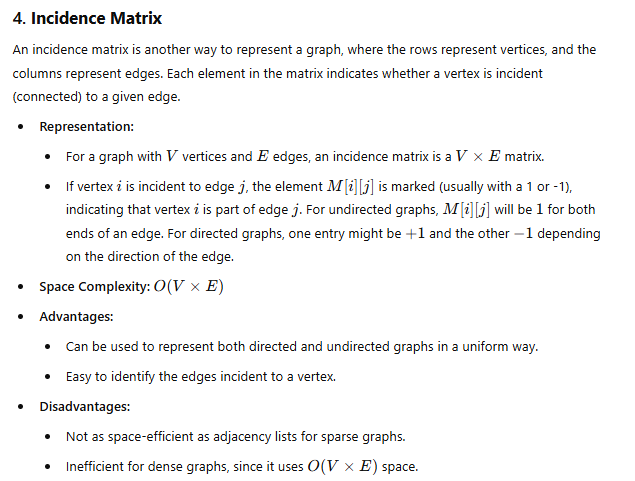 4. Incidence Matrix
An incidence matrix is another way to represent a graph, where the rows represent vertices, and the
columns represent edges. Each element in the matrix indicates whether a vertex is incident
(connected) to a given edge.
• Representation:
• For a graph with V vertices and E edges, an incidence matrix is a V × E matrix.
• If vertex i is incident to edge j, the element M[i][j] is marked (usually with a 1 or -1),
indicating that vertex i is part of edge j. For undirected graphs, M[i][j] will be 1 for both
ends of an edge. For directed graphs, one entry might be +1 and the other −1 depending
on the direction of the edge.
• Space Complexity: O(V × E)
• Advantages:
• Can be used to represent both directed and undirected graphs in a uniform way.
• Easy to identify the edges incident to a vertex.
• Disadvantages:
• Not as space-efficient as adjacency lists for sparse graphs.
• Inefficient for dense graphs, since it uses O(V × E) space.